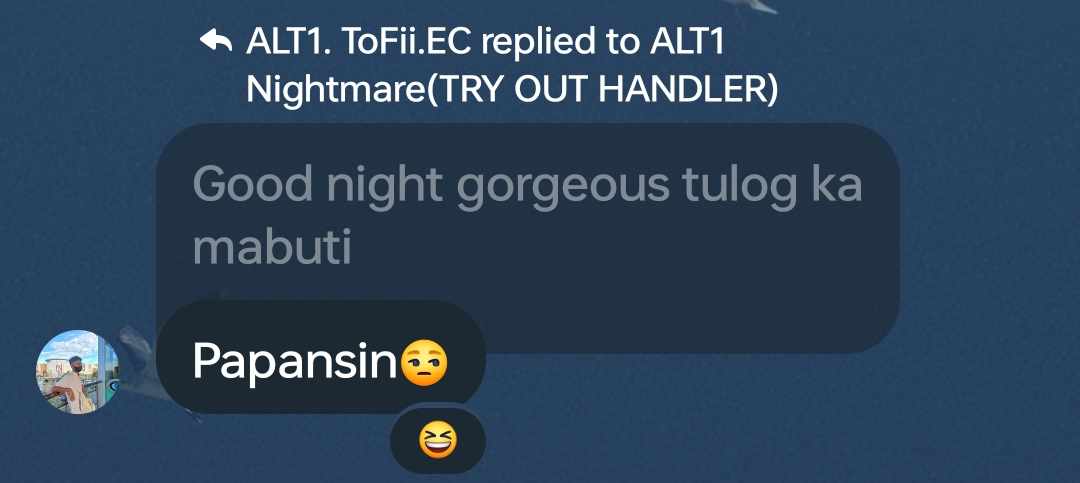 ALT1. ToFii.EC replied to ALT1
Nightmare(TRY OUT HANDLER)
Good night gorgeous tulog ka
mabuti
Papansin😒
😆